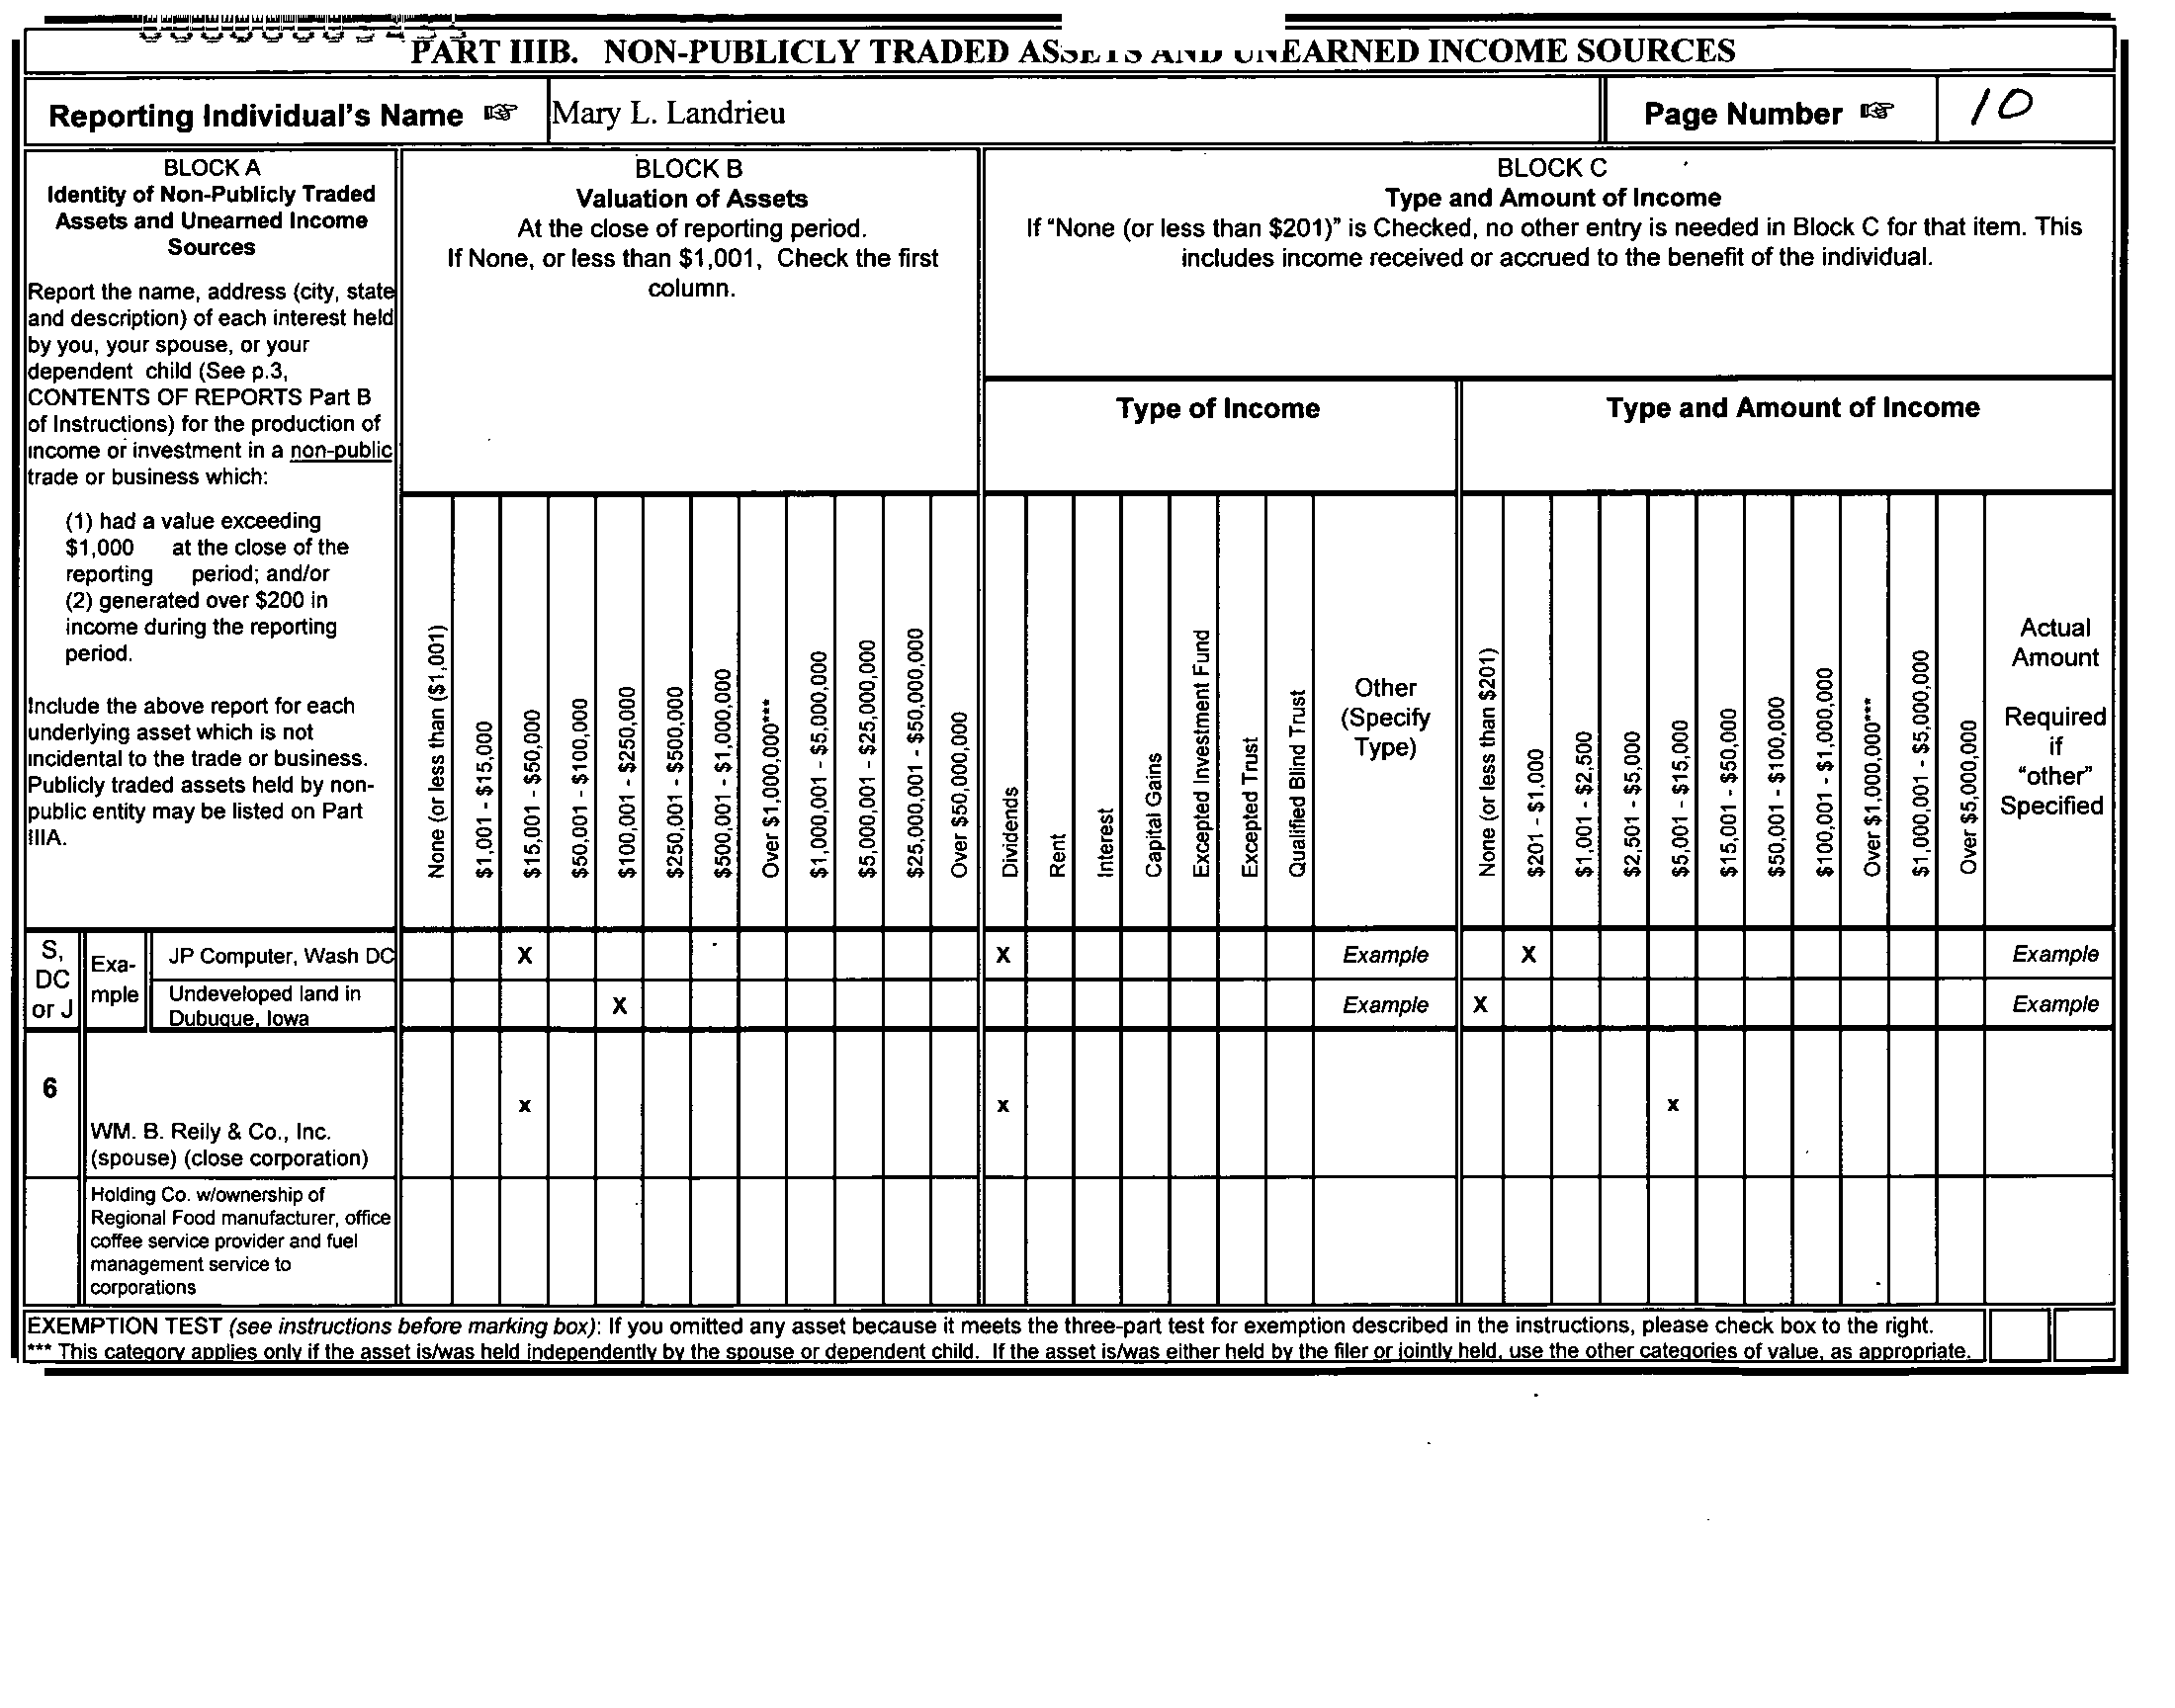 PART IIIB. NON-PUBLICLY TRADED ASSETS AND UNEARNED INCOME SOURCES
Reporting Individual's Name ☞ Mary L. Landrieu Page Number ☞ 10
BLOCK A
Identity of Non-Publicly Traded
Assets and Unearned Income
Sources
Report the name, address (city, state
and description) of each interest held
by you, your spouse, or your
dependent child (See p.3,
CONTENTS OF REPORTS Part B
of Instructions) for the production of
income or investment in a non-public
trade or business which:
(1) had a value exceeding
$1,000 at the close of the
reporting period; and/or
(2) generated over $200 in
income during the reporting
period.
Include the above report for each
underlying asset which is not
incidental to the trade or business.
Publicly traded assets held by non-
public entity may be listed on Part
IIIA.
BLOCK B
Valuation of Assets
At the close of reporting period.
If None, or less than $1,001, Check the first
column.
None (or less than ($1,001)
$1,001 - $15,000
$15,001 - $50,000
$50,001 - $100,000
$100,001 - $250,000
$250,001 - $500,000
$500,001 - $1,000,000
Over $1,000,000***
$1,000,001 - $5,000,000
$5,000,001 - $25,000,000
$25,000,001 - $50,000,000
Over $50,000,000
BLOCK C
Type and Amount of Income
If "None (or less than $201)" is Checked, no other entry is needed in Block C for that item. This
includes income received or accrued to the benefit of the individual.
Type of Income
Dividends
Rent
Interest
Capital Gains
Excepted Investment Fund
Excepted Trust
Qualified Blind Trust
Other
(Specify
Type)
Type and Amount of Income
None (or less than $201)
$201 - $1,000
$1,001 - $2,500
$2,501 - $5,000
$5,001 - $15,000
$15,001 - $50,000
$50,001 - $100,000
$100,001 - $1,000,000
Over $1,000,000***
$1,000,001 - $5,000,000
Over $5,000,000
Actual
Amount
Required
if
"other"
Specified
S,
DC
or J
Exa-
mple
JP Computer, Wash DC X X Example X Example
Undeveloped land in
Dubuque, Iowa
X Example X Example
6
x x x
WM. B. Reily & Co., Inc.
(spouse) (close corporation)
Holding Co. w/ownership of
Regional Food manufacturer, office
coffee service provider and fuel
management service to
corporations
EXEMPTION TEST (see instructions before marking box): If you omitted any asset because it meets the three-part test for exemption described in the instructions, please check box to the right.
*** This category applies only if the asset is/was held independently by the spouse or dependent child. If the asset is/was either held by the filer or jointly held, use the other categories of value, as appropriate.